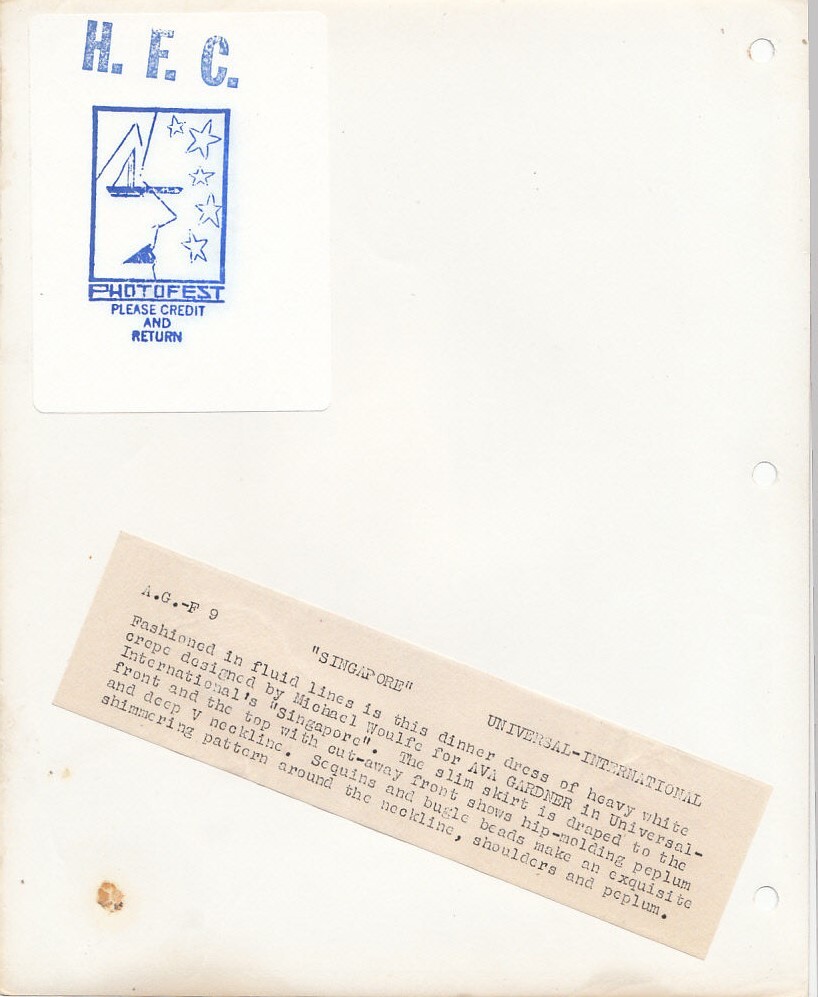 H. F. C.
PHOTOFEST
PLEASE CREDIT
AND
RETURN
A.G.-F 9
"SINGAPORE"
UNIVERSAL-INTERNATIONAL
Fashioned in fluid lines is this dinner dress of heavy white
crepe designed by Michael Woulfe for AVA GARDNER in Universal-
International's "Singapore". The slim skirt is draped to the
front and the top with cut-away front shows hip-molding peplum
and deep V neckline. Sequins and bugle beads make an exquisite
shimmering pattern around the neckline, shoulders and peplum.